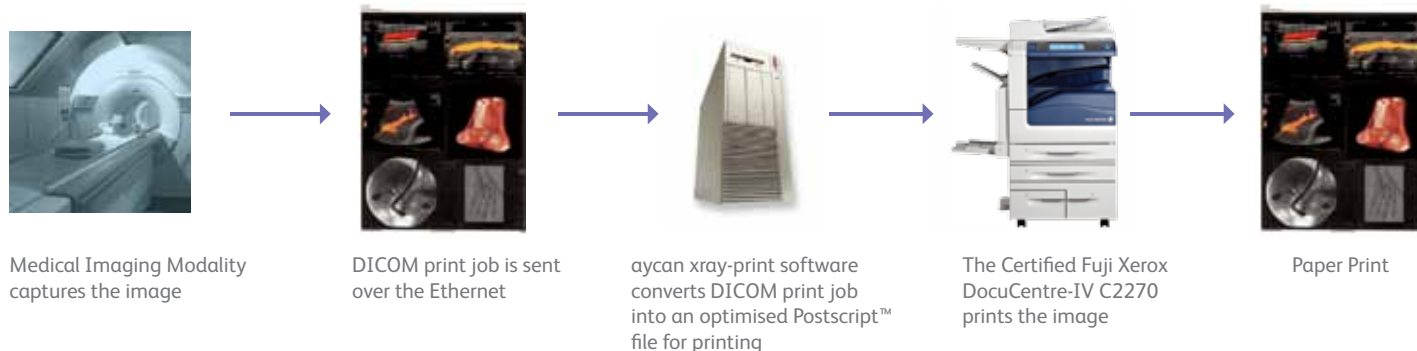 Medical Imaging Modality
captures the image
DICOM print job is sent
over the Ethernet
aycan xray-print software
converts DICOM print job
into an optimised Postscript™
file for printing
The Certified Fuji Xerox
DocuCentre-IV C2270
prints the image
Paper Print